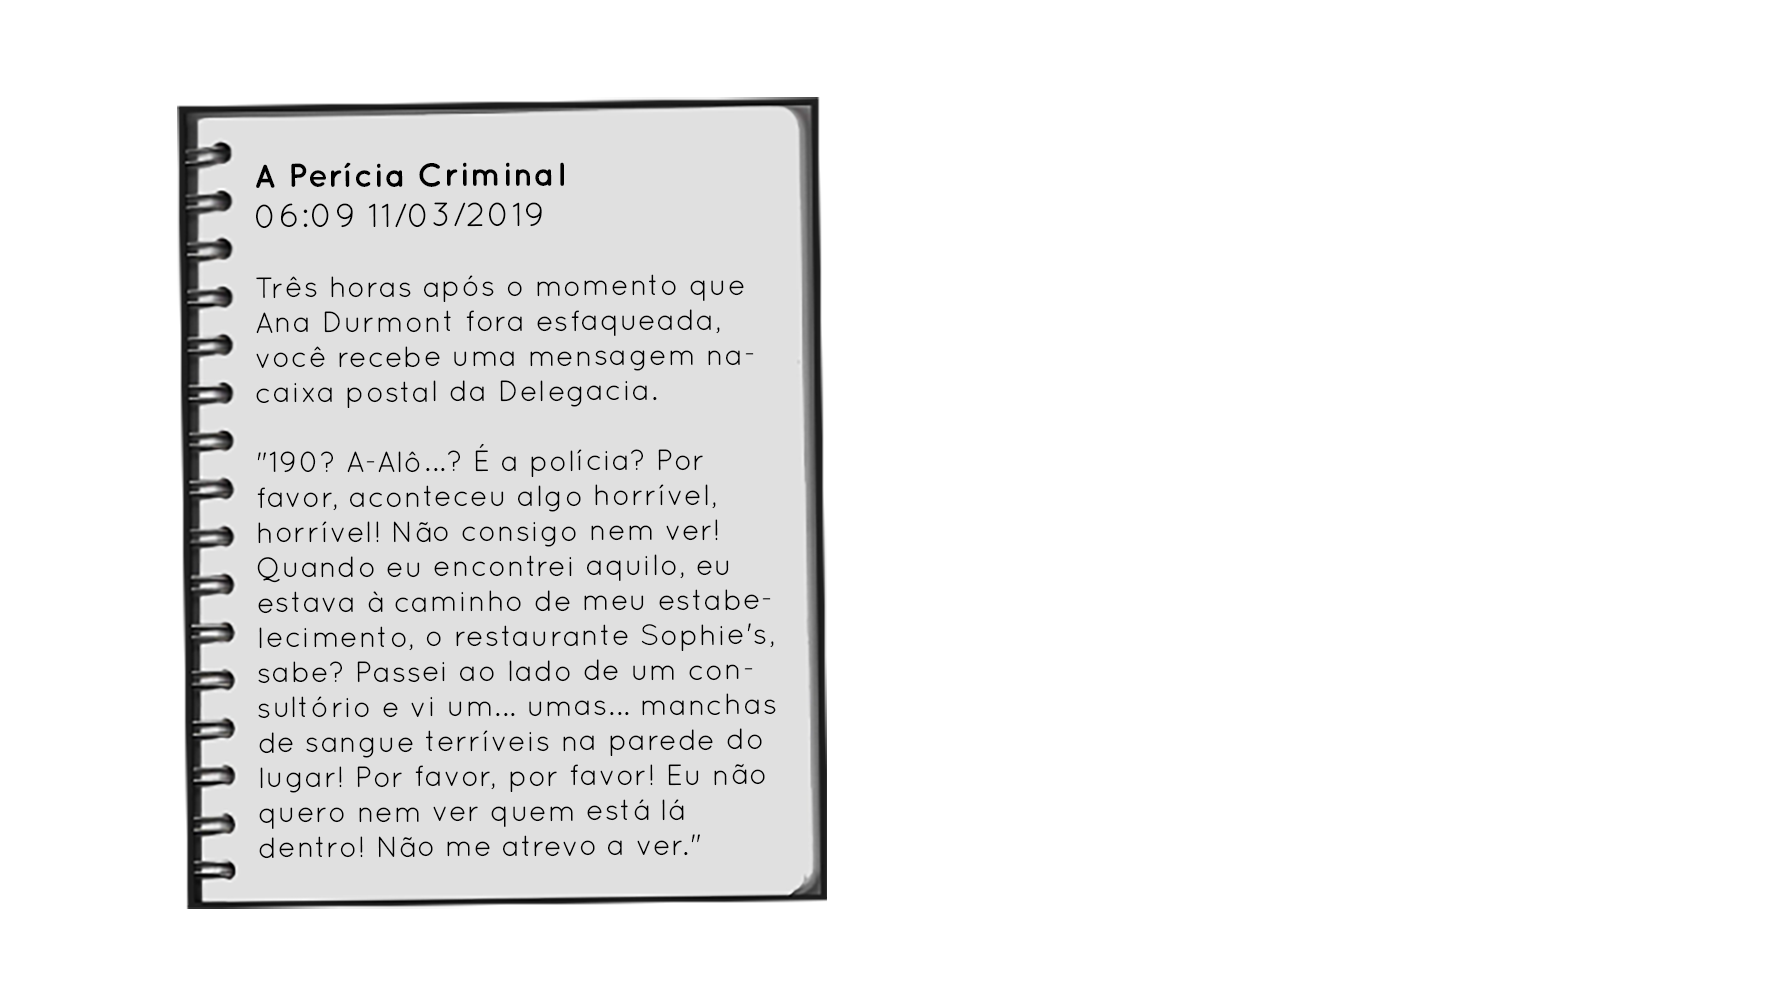 A Perícia Criminal
06:09 11/03/2019
Três horas após o momento que
Ana Durmont fora esfaqueada,
você recebe uma mensagem na-
caixa postal da Delegacia.
"190? A-Alô...? É a polícia? Por
favor, aconteceu algo horrível,
horrível! Não consigo nem ver!
Quando eu encontrei aquilo, eu
estava à caminho de meu estabe-
lecimento, o restaurante Sophie's,
sabe? Passei ao lado de um con-
sultório e vi um... umas... manchas
de sangue terríveis na parede do
lugar! Por favor, por favor! Eu não
quero nem ver quem está lá
dentro! Não me atrevo a ver."